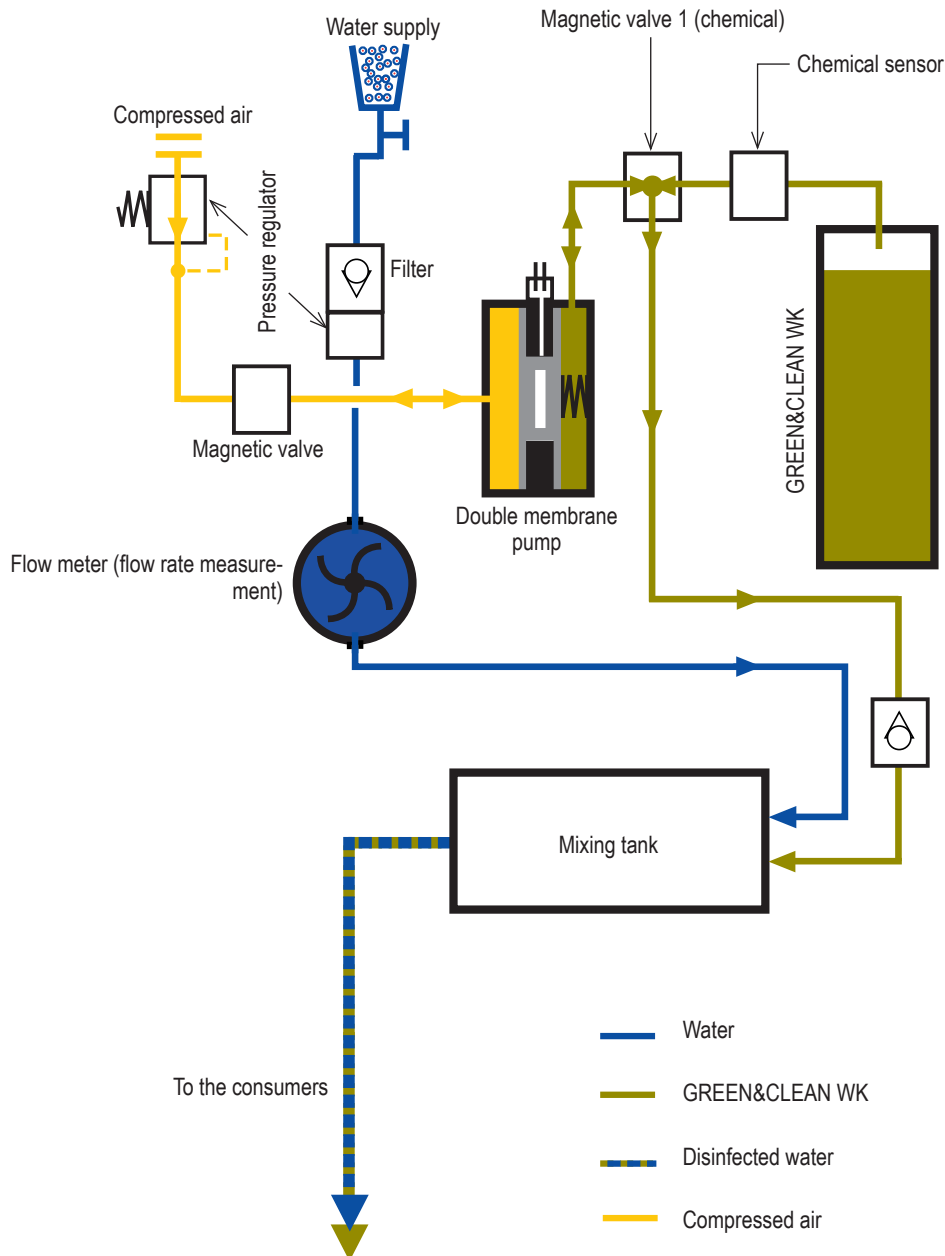 Water supply
Magnetic valve 1 (chemical)
Chemical sensor
Compressed air
Pressure regulator
Filter
GREEN&CLEAN WK
Magnetic valve
Double membrane
pump
Flow meter (flow rate measure-
ment)
Mixing tank
To the consumers
Water
GREEN&CLEAN WK
Disinfected water
Compressed air